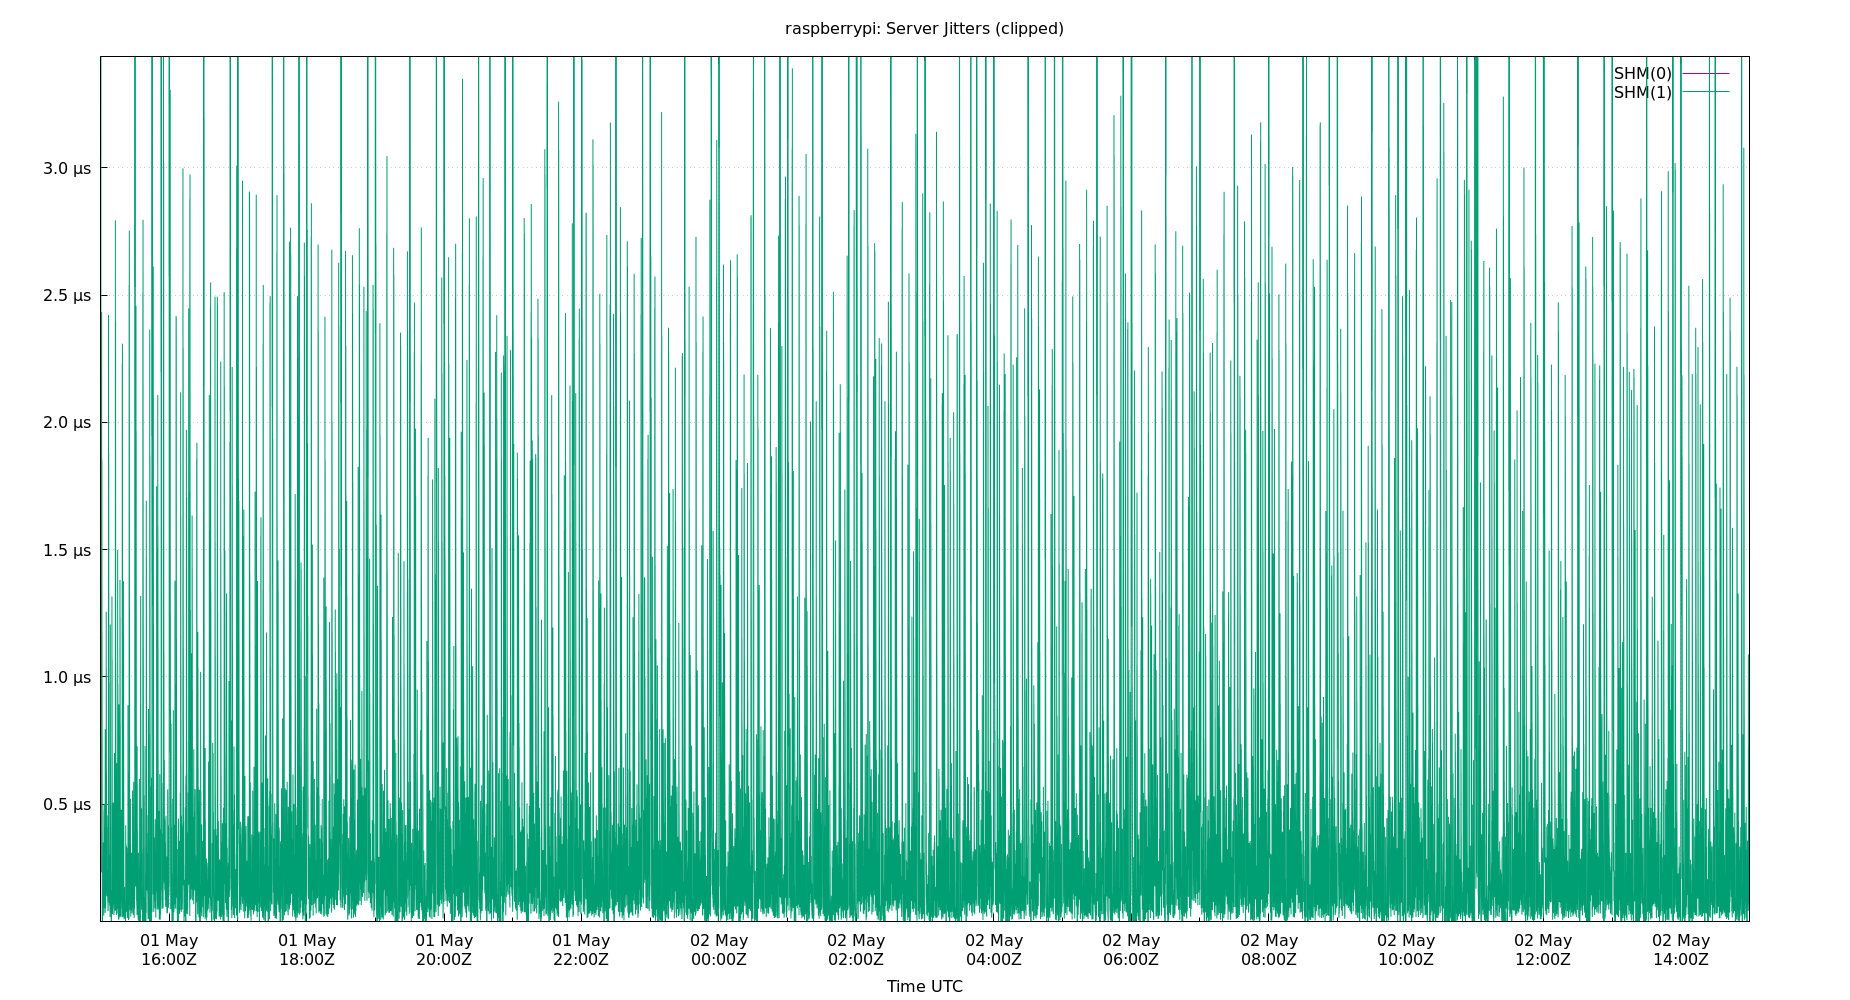 raspberrypi: Server Jitters (clipped)
SHM(0)
SHM(1)
3.0 μs
2.5 μs
2.0 μs
1.5 μs
1.0 μs
0.5 μs
01 May 01 May 01 May 01 May 02 May 02 May 02 May 02 May 02 May 02 May 02 May 02 May
16:00Z 18:00Z 20:00Z 22:00Z 00:00Z 02:00Z 04:00Z 06:00Z 08:00Z 10:00Z 12:00Z 14:00Z
Time UTC